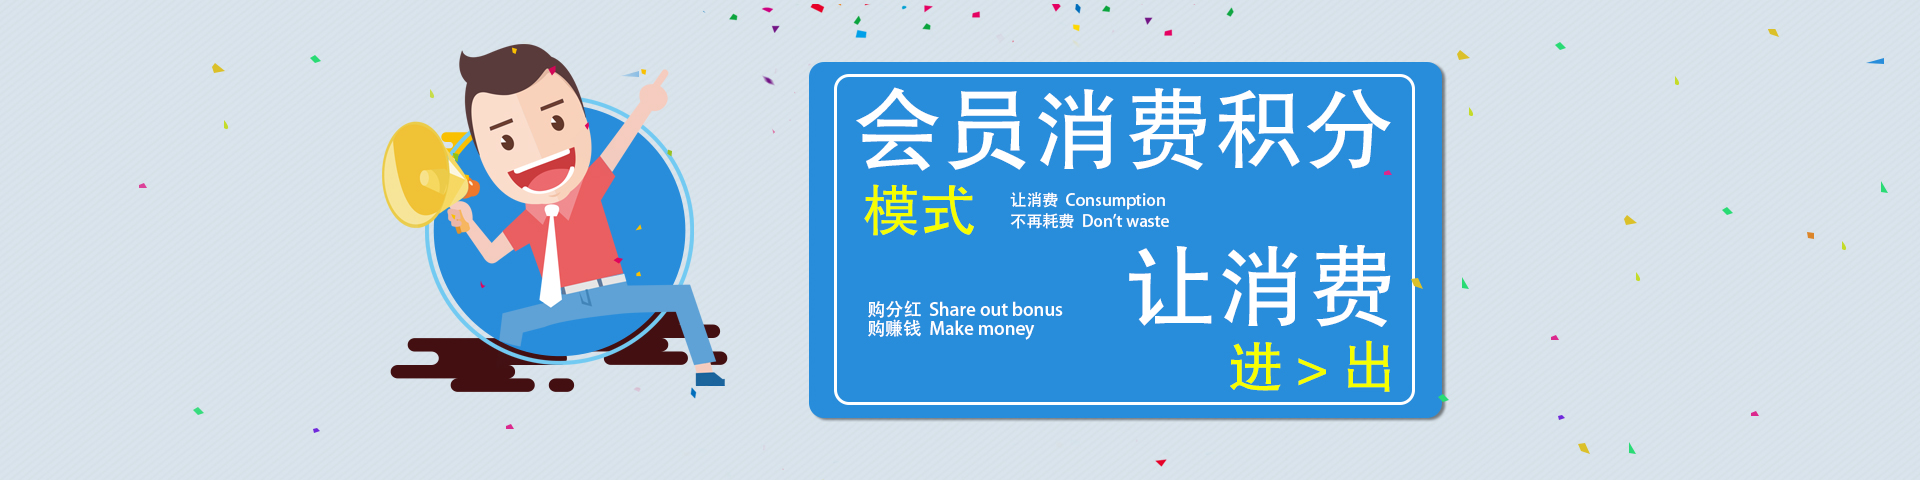 会员消费积分
模式
让消费 Consumption
不再耗费 Don't waste
让消费
购分红 Share out bonus
购赚钱 Make money
进 > 出